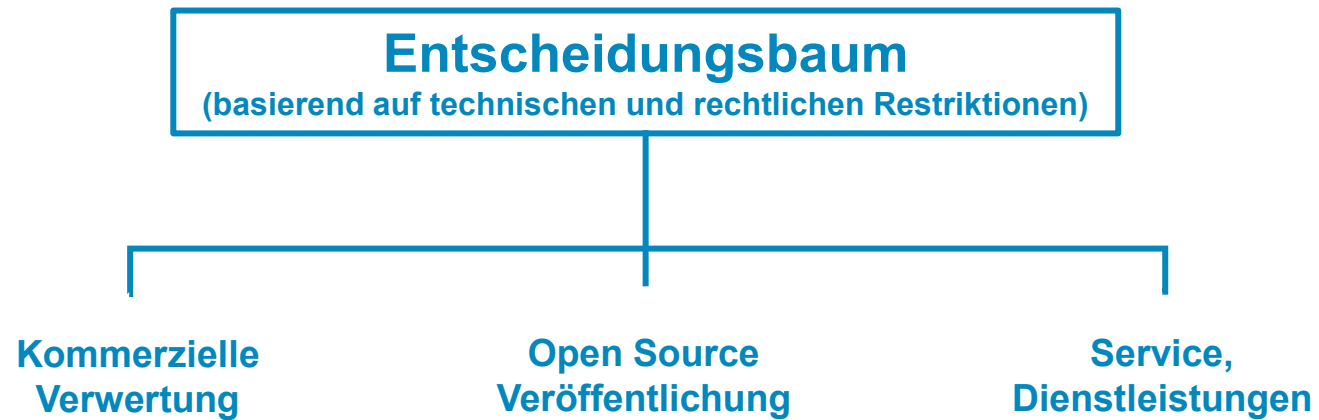 Entscheidungsbaum
(basierend auf technischen und rechtlichen Restriktionen)
Kommerzielle
Verwertung
Open Source
Veröffentlichung
Service,
Dienstleistungen